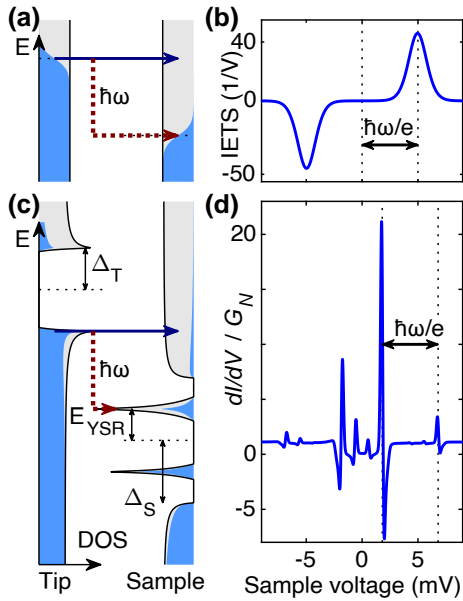 (a)
E
ħω
(b)
IETS (1/V)
40
0
-50
ħω/e
(c)
E
Δ_T
ħω
E_YSR
Δ_S
DOS
Tip
Sample
(d)
dI/dV / G_N
20
0
-5
ħω/e
-5 0 5
Sample voltage (mV)